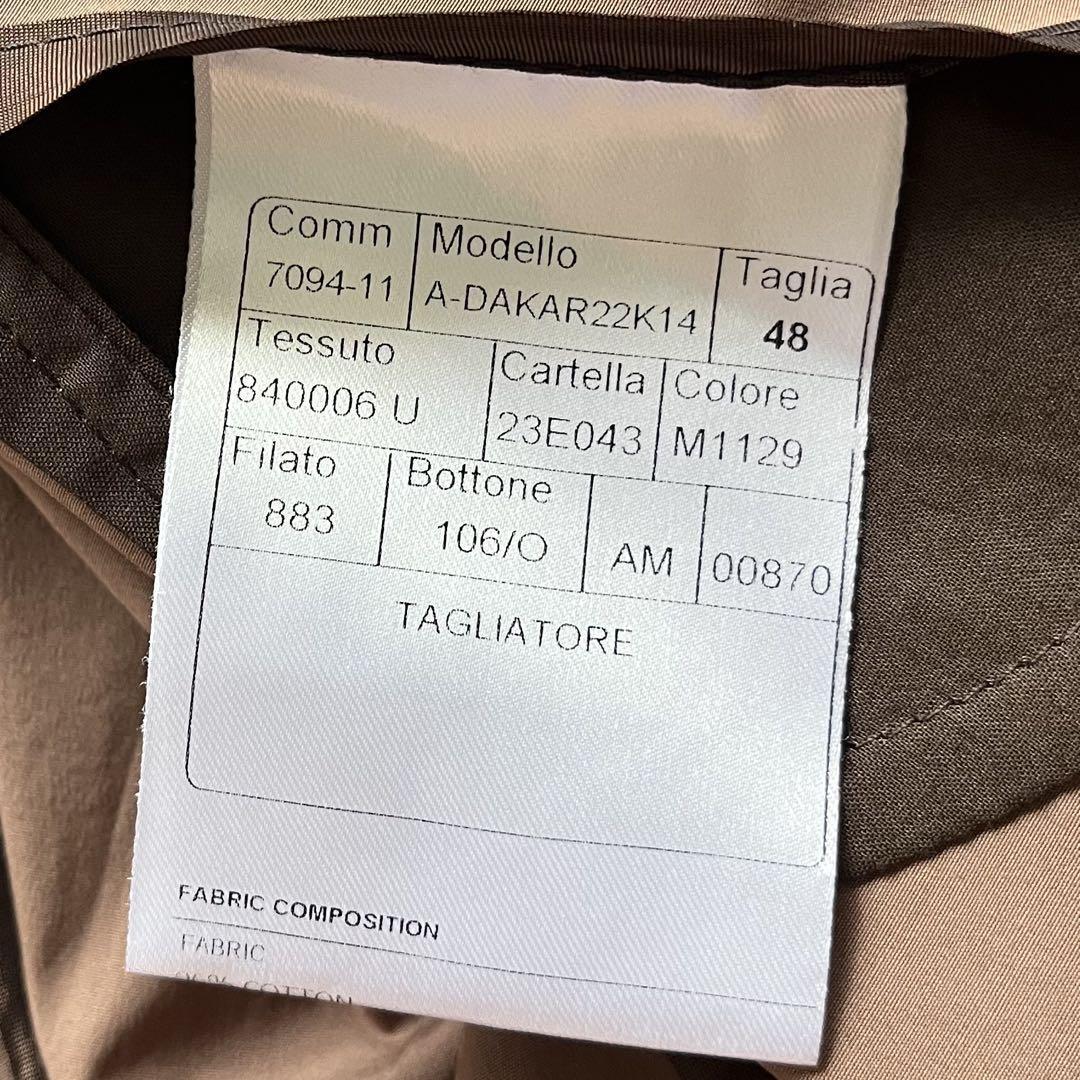 Comm Modello Taglia
7094-11 A-DAKAR22K14 48
Tessuto Cartella Colore
840006 U 23E043 M1129
Filato Bottone
883 106/O AM 00870
TAGLIATORE
FABRIC COMPOSITION
FABRIC
COTTON